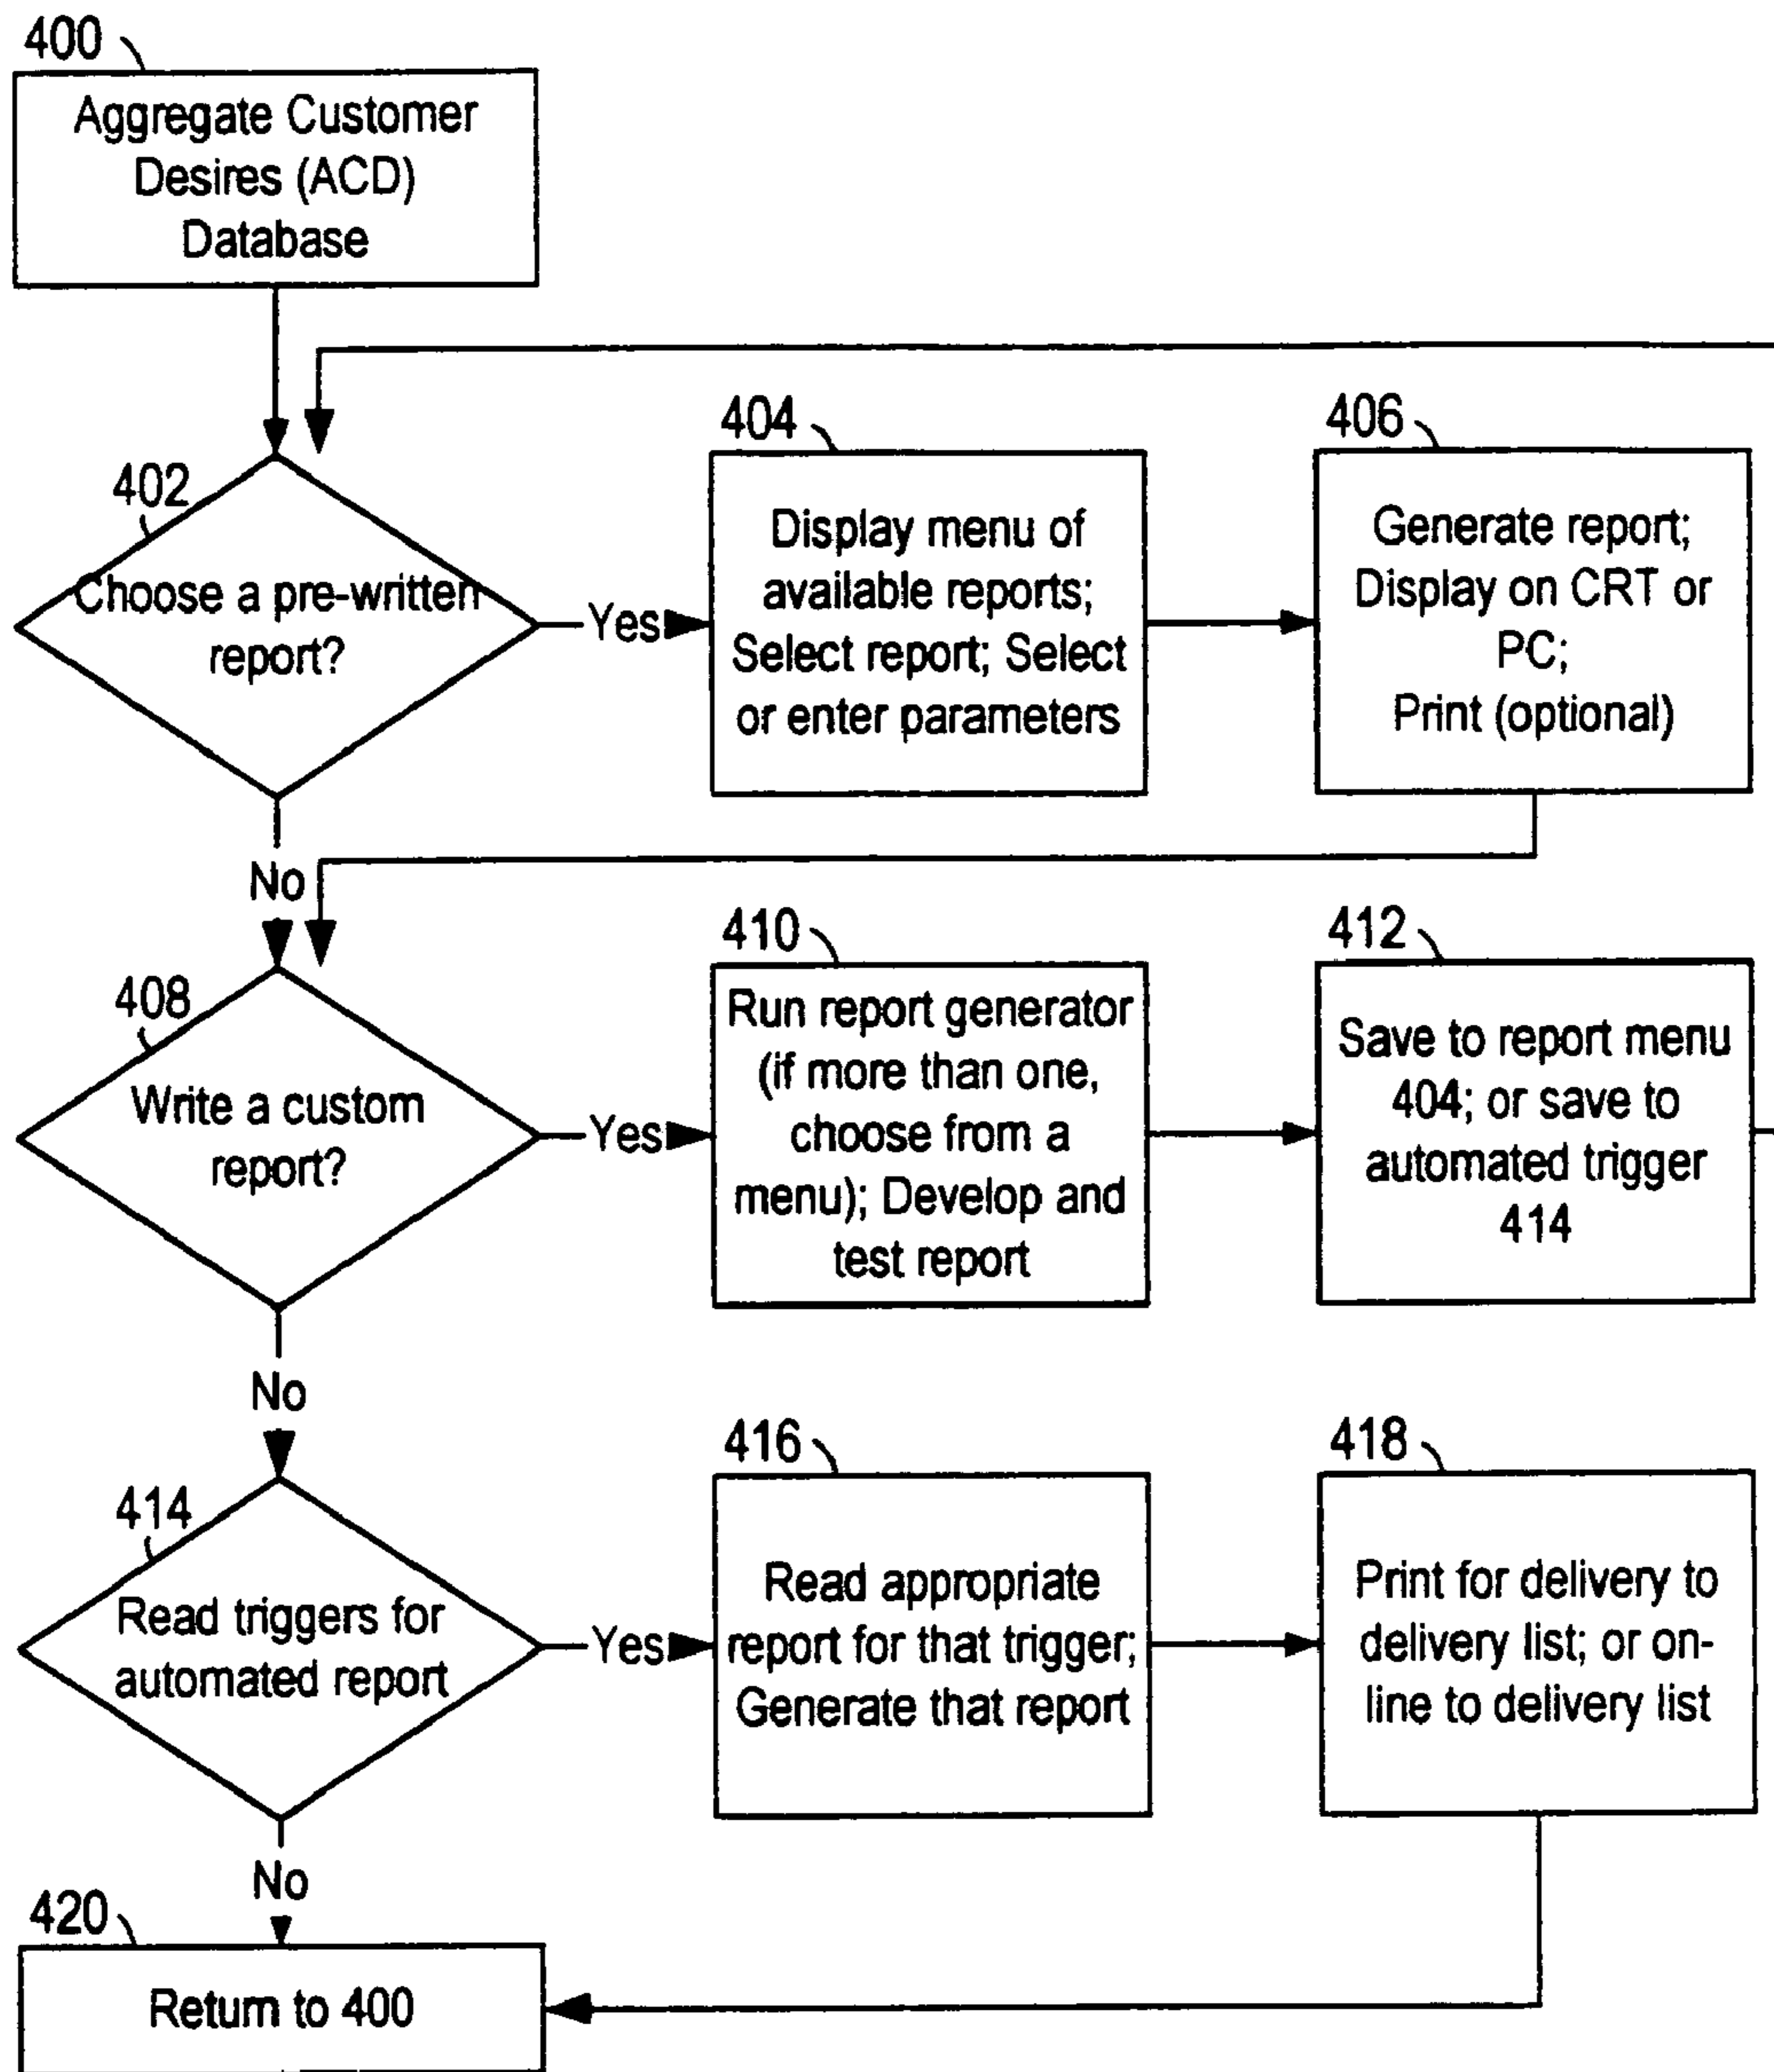 400
Aggregate Customer
Desires (ACD)
Database
402
Choose a pre-written
report?
Yes
404
Display menu of
available reports;
Select report; Select
or enter parameters
406
Generate report;
Display on CRT or
PC;
Print (optional)
No
408
Write a custom
report?
Yes
410
Run report generator
(if more than one,
choose from a
menu); Develop and
test report
412
Save to report menu
404; or save to
automated trigger
414
No
414
Read triggers for
automated report
Yes
416
Read appropriate
report for that trigger;
Generate that report
418
Print for delivery to
delivery list; or on-
line to delivery list
No
420
Return to 400